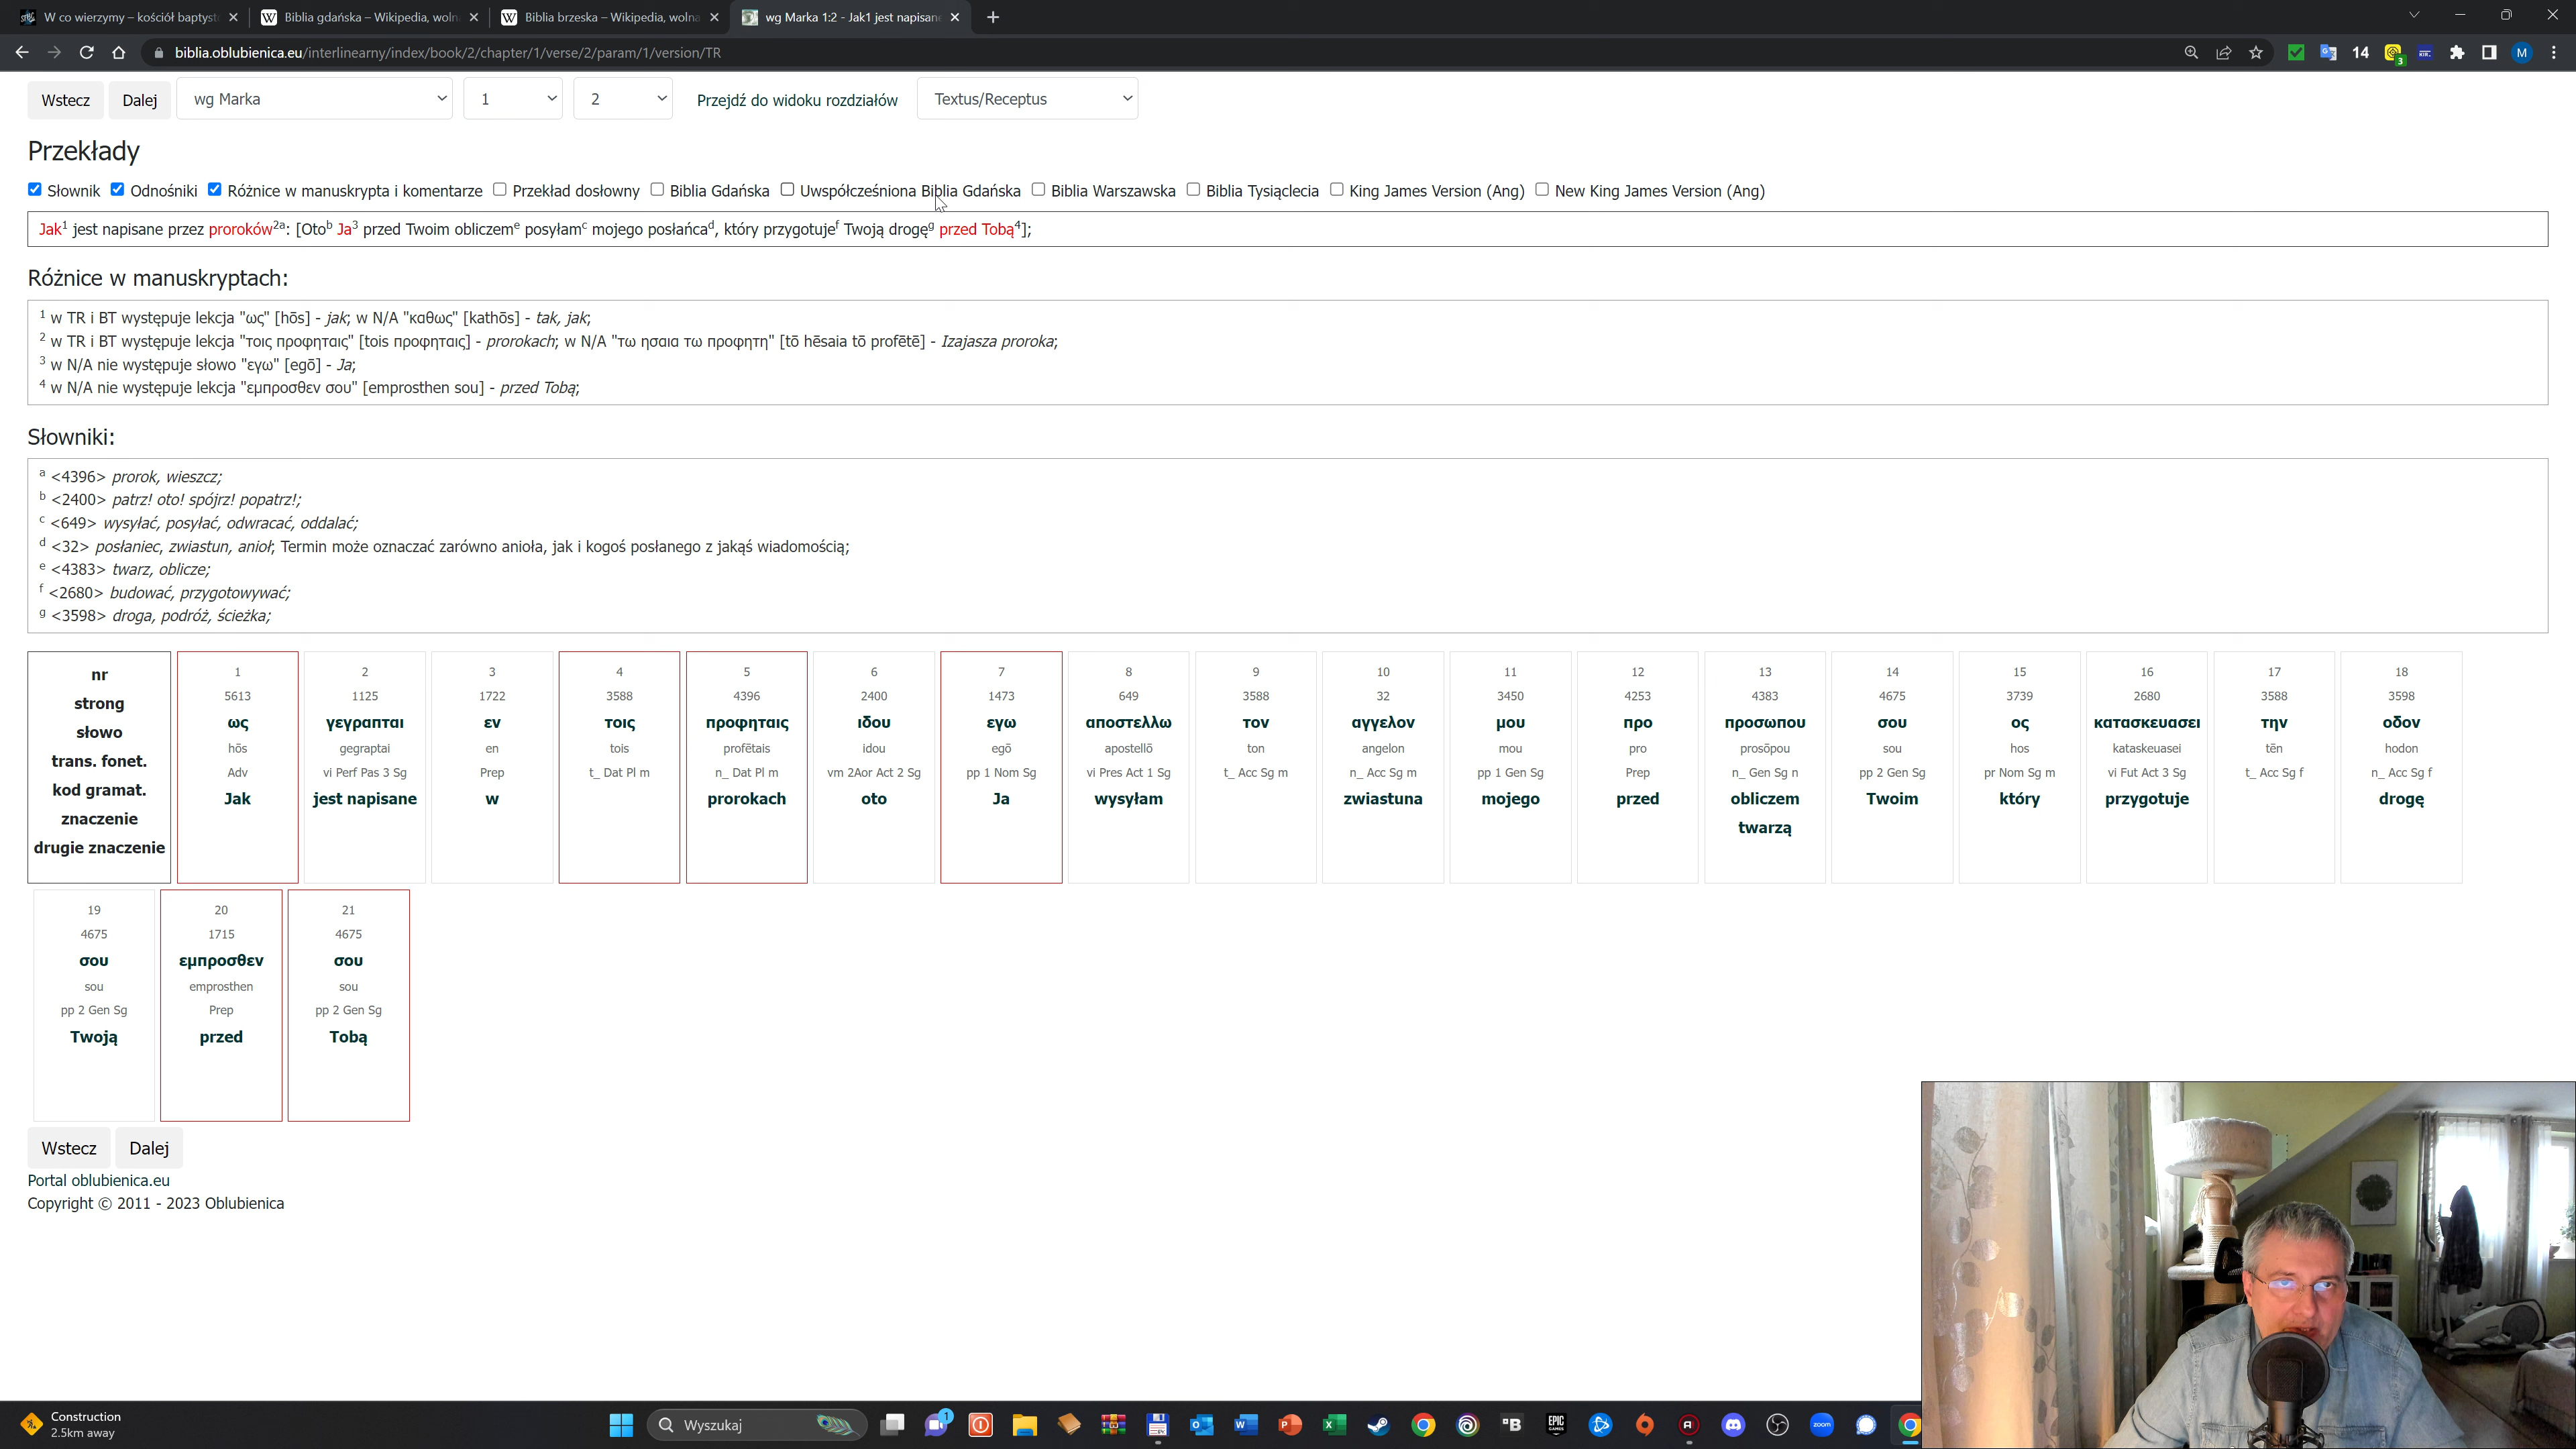 W co wierzymy – kościół baptyst
Biblia gdańska – Wikipedia, woln
Biblia brzeska – Wikipedia, wolna
wg Marka 1:2 - Jak1 jest napisan
biblia.oblubienica.eu/interlinearny/index/book/2/chapter/1/verse/2/param/1/version/TR
14
3
M
Wstecz Dalej wg Marka 1 2 Przejdź do widoku rozdziałów Textus/Receptus
Przekłady
Słownik Odnośniki Różnice w manuskrypta i komentarze Przekład dosłowny Biblia Gdańska Uwspółcześniona Biblia Gdańska Biblia Warszawska Biblia Tysiąclecia King James Version (Ang) New King James Version (Ang)
Jak1 jest napisane przez proroków2a: [Otob Ja3 przed Twoim obliczeme posyłamc mojego posłańcad, który przygotujef Twoją drogęg przed Tobą4];
Różnice w manuskryptach:
1 w TR i BT występuje lekcja "ως" [hōs] - jak; w N/A "καθως" [kathōs] - tak, jak;
2 w TR i BT występuje lekcja "τοις προφηταις" [tois προφηταις] - prorokach; w N/A "τω ησαια τω προφητη" [tō hēsaia tō profētē] - Izajasza proroka;
3 w N/A nie występuje słowo "εγω" [egō] - Ja;
4 w N/A nie występuje lekcja "εμπροσθεν σου" [emprosthen sou] - przed Tobą;
Słowniki:
a <4396> prorok, wieszcz;
b <2400> patrz! oto! spójrz! popatrz!;
c <649> wysyłać, posyłać, odwracać, oddalać;
d <32> posłaniec, zwiastun, anioł; Termin może oznaczać zarówno anioła, jak i kogoś posłanego z jakąś wiadomością;
e <4383> twarz, oblicze;
f <2680> budować, przygotowywać;
g <3598> droga, podróż, ścieżka;
nr 1 2 3 4 5 6 7 8 9 10 11 12 13 14 15 16 17 18
strong 5613 1125 1722 3588 4396 2400 1473 649 3588 32 3450 4253 4383 4675 3739 2680 3588 3598
słowo ως γεγραπται εν τοις προφηταις ιδου εγω αποστελλω τον αγγελον μου προ προσωπου σου ος κατασκευασει την οδον
trans. fonet. hōs gegraptai en tois profētais idou egō apostellō ton angelon mou pro prosōpou sou hos kataskeuasei tēn hodon
kod gramat. Adv vi Perf Pas 3 Sg Prep t_ Dat Pl m n_ Dat Pl m vm 2Aor Act 2 Sg pp 1 Nom Sg vi Pres Act 1 Sg t_ Acc Sg m n_ Acc Sg m pp 1 Gen Sg Prep n_ Gen Sg n pp 2 Gen Sg pr Nom Sg m vi Fut Act 3 Sg t_ Acc Sg f n_ Acc Sg f
znaczenie Jak jest napisane w prorokach oto Ja wysyłam zwiastuna mojego przed obliczem Twoim który przygotuje drogę
drugie znaczenie twarzą
19 20 21
4675 1715 4675
σου εμπροσθεν σου
sou emprosthen sou
pp 2 Gen Sg Prep pp 2 Gen Sg
Twoją przed Tobą
Wstecz Dalej
Portal oblubienica.eu
Copyright © 2011 - 2023 Oblubienica
Construction
2.5km away
Wyszukaj
1
EPIC GAMES
zoom